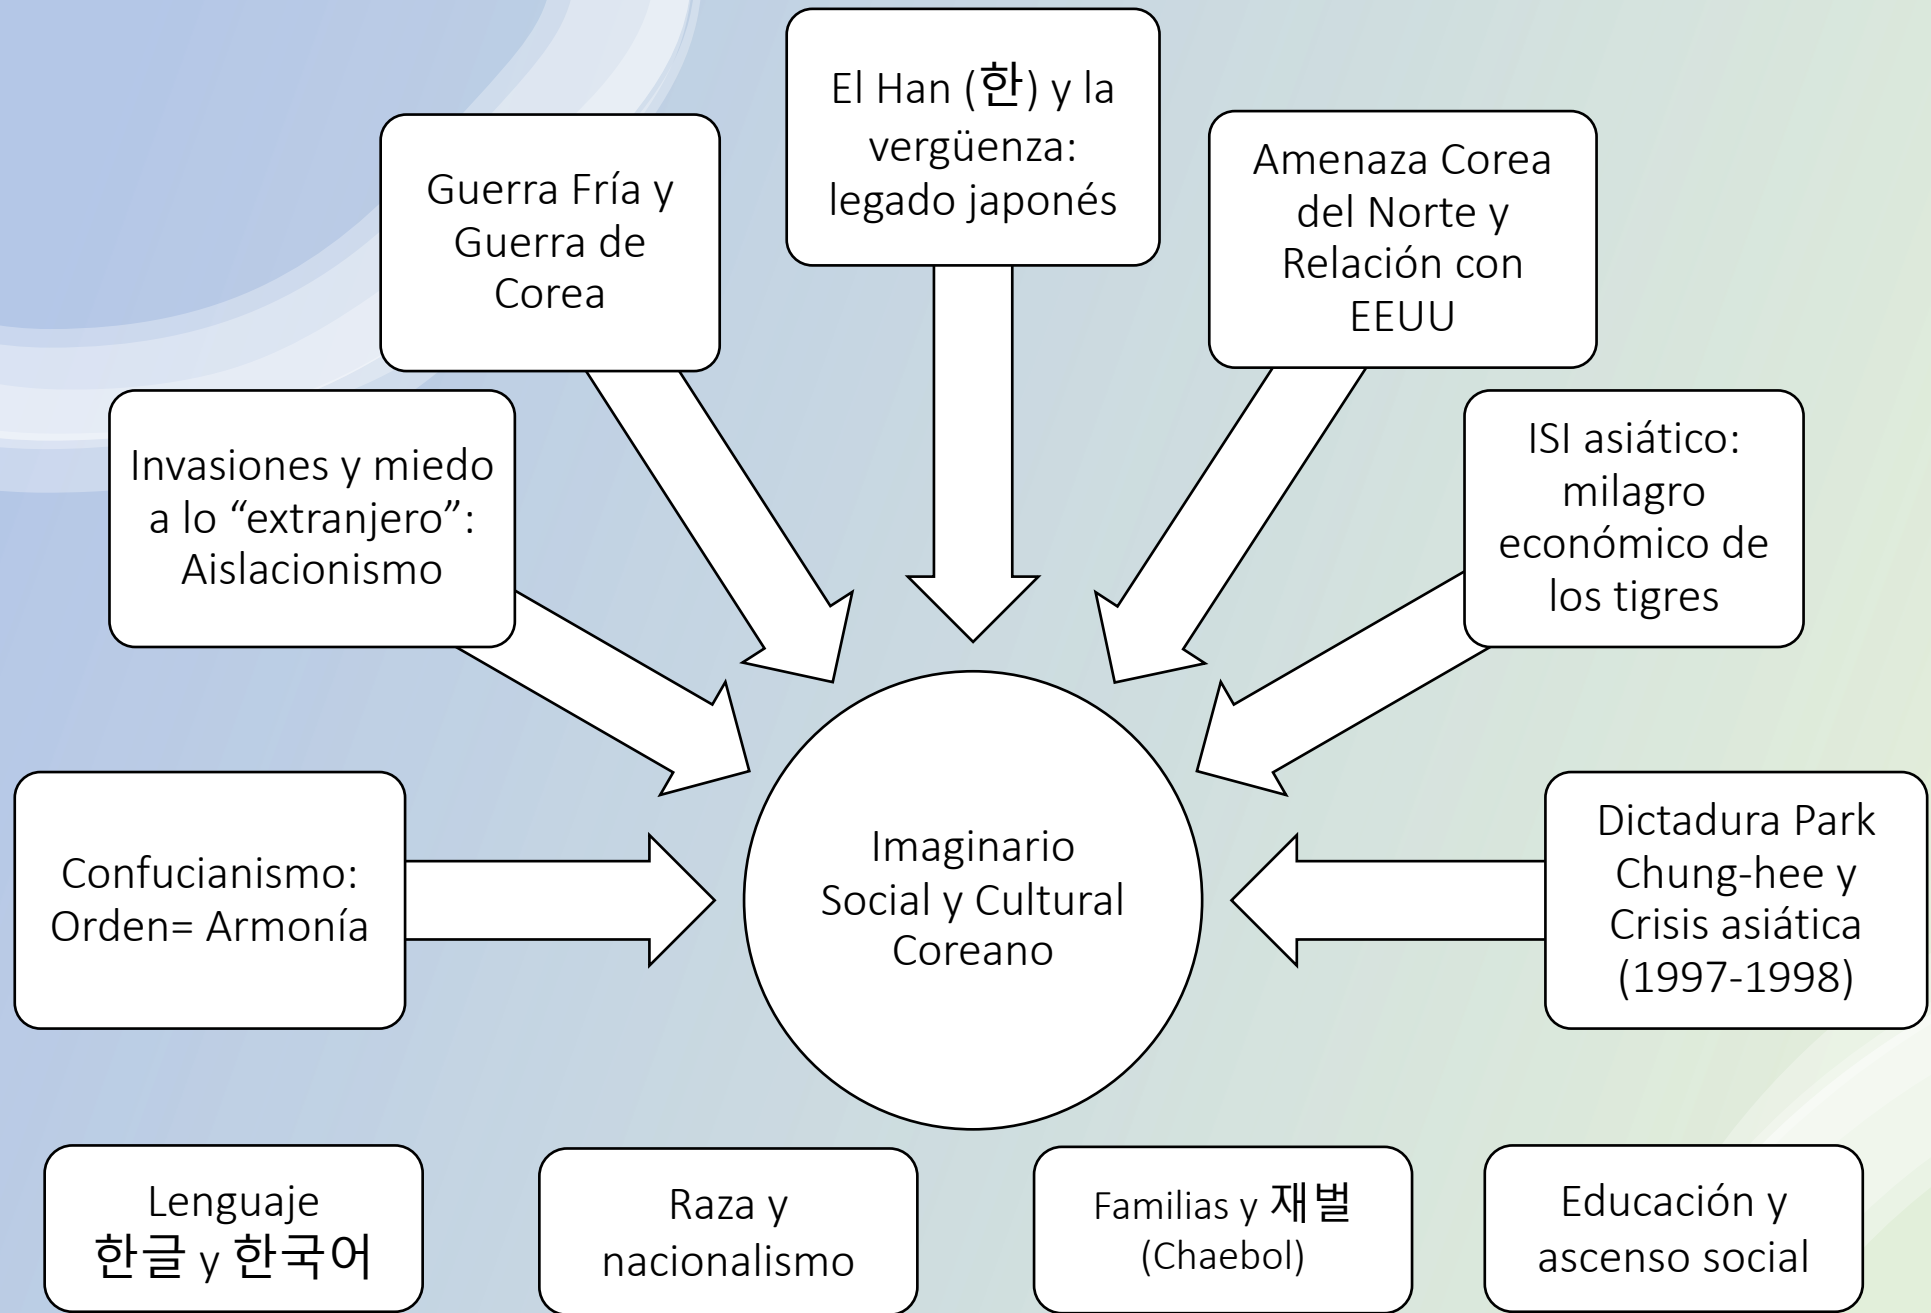 El Han (한) y la
vergüenza:
legado japonés
Guerra Fría y
Guerra de
Corea
Amenaza Corea
del Norte y
Relación con
EEUU
Invasiones y miedo
a lo “extranjero”:
Aislacionismo
ISI asiático:
milagro
económico de
los tigres
Confucianismo:
Orden= Armonía
Imaginario
Social y Cultural
Coreano
Dictadura Park
Chung-hee y
Crisis asiática
(1997-1998)
Lenguaje
한글 y 한국어
Raza y
nacionalismo
Familias y 재벌
(Chaebol)
Educación y
ascenso social